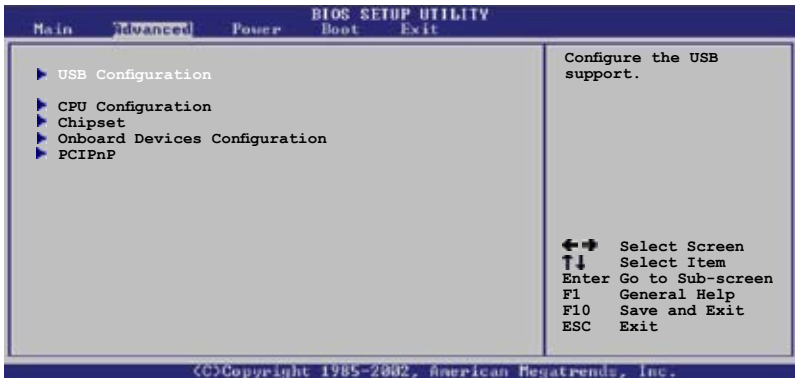 BIOS SETUP UTILITY
Main Advanced Power Boot Exit
USB Configuration
CPU Configuration
Chipset
Onboard Devices Configuration
PCIPnP
Configure the USB
support.
←→ Select Screen
↑↓ Select Item
Enter Go to Sub-screen
F1 General Help
F10 Save and Exit
ESC Exit
(C)Copyright 1985-2002, American Megatrends, Inc.